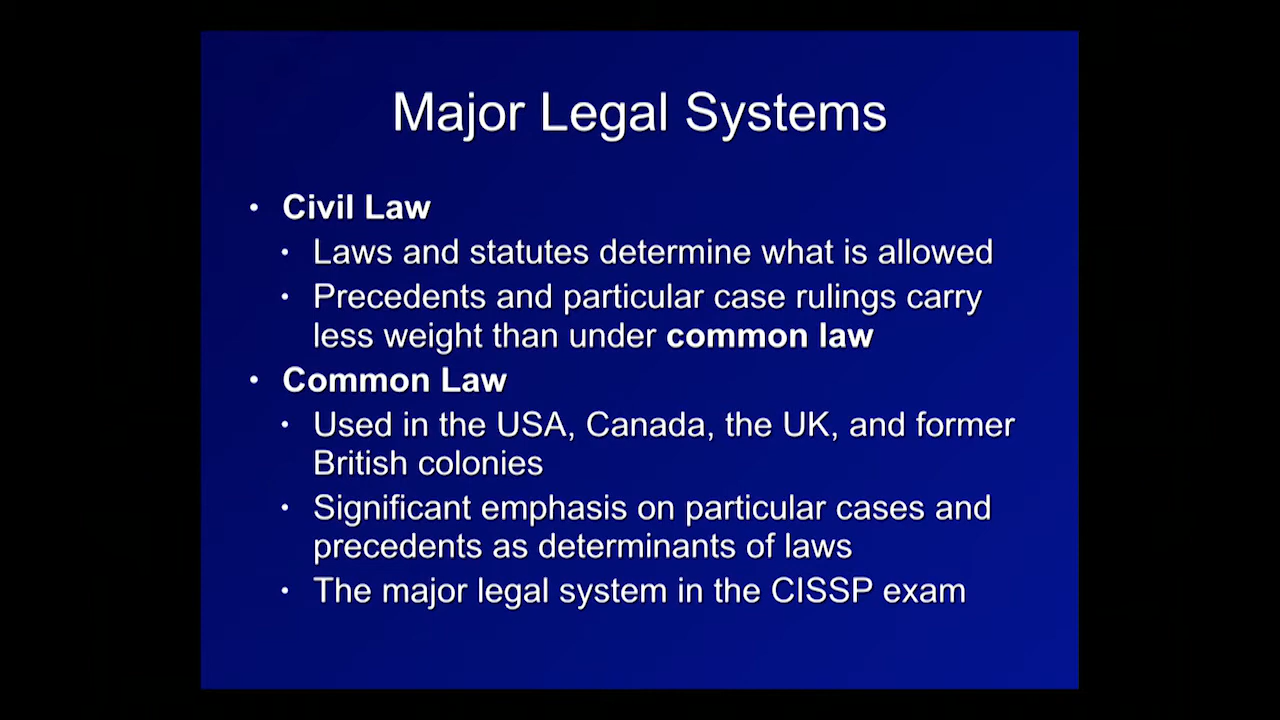 Major Legal Systems
• Civil Law
• Laws and statutes determine what is allowed
• Precedents and particular case rulings carry
less weight than under common law
• Common Law
• Used in the USA, Canada, the UK, and former
British colonies
• Significant emphasis on particular cases and
precedents as determinants of laws
• The major legal system in the CISSP exam